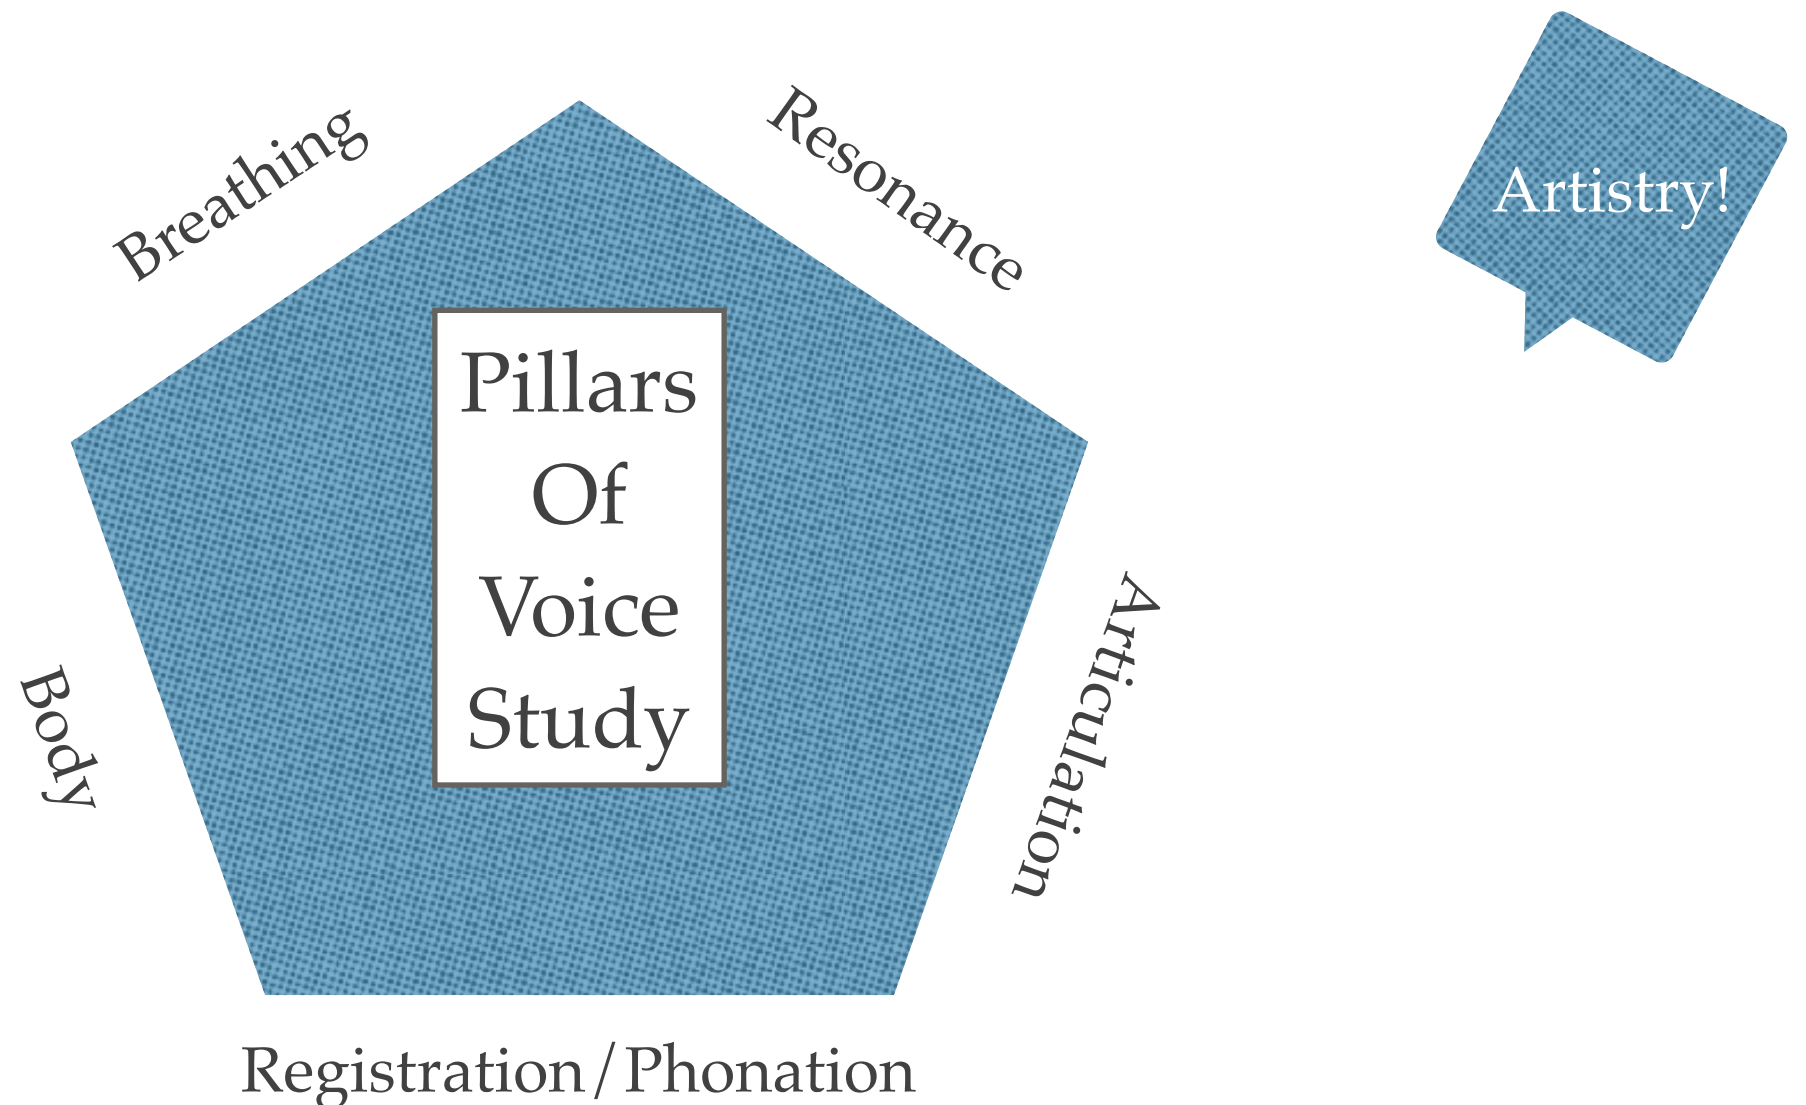 Breathing
Resonance
Artistry!
Pillars
Of
Voice
Study
Body
Articulation
Registration/Phonation